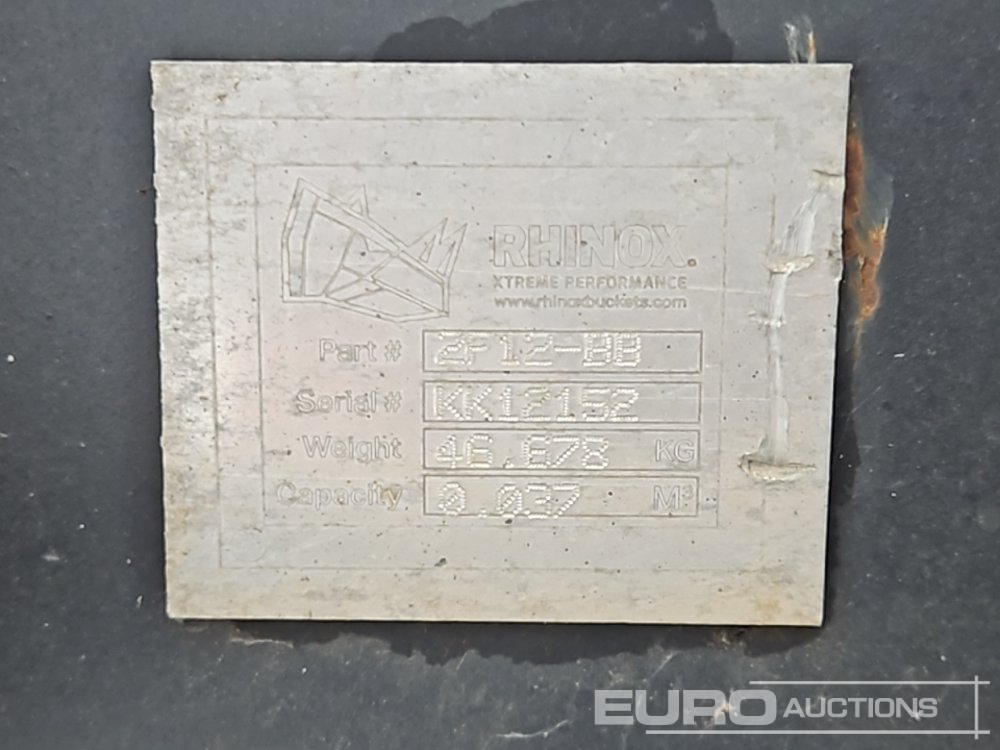 RHINOX
XTREME PERFORMANCE
www.rhinoxbuckets.com
Part # 2P12-BB
Serial # KK12152
Weight 46.678 KG
Capacity 0.037 M³
EURO AUCTIONS